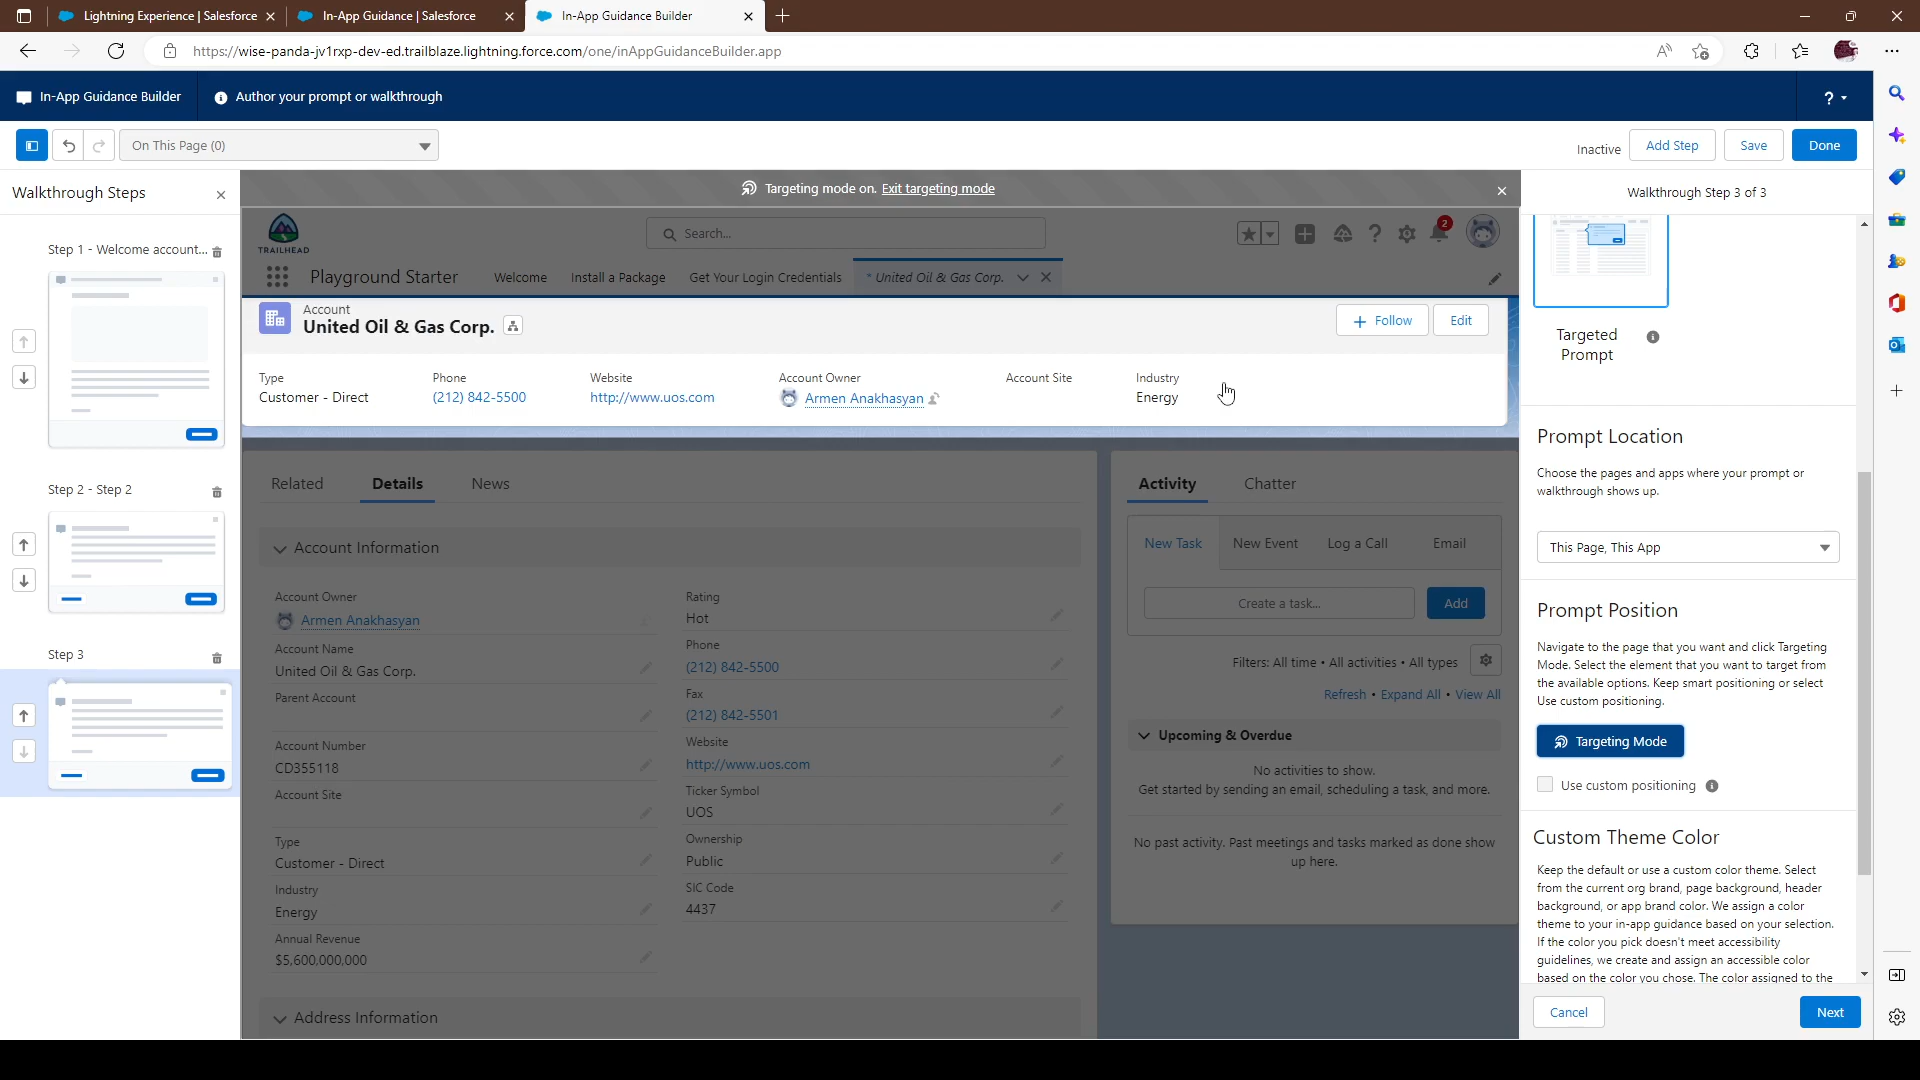 Lightning Experience | Salesforce
In-App Guidance | Salesforce
In-App Guidance Builder
https://wise-panda-jv1rxp-dev-ed.trailblaze.lightning.force.com/one/inAppGuidanceBuilder.app
In-App Guidance Builder
Author your prompt or walkthrough
?
On This Page (0)
Inactive
Add Step
Save
Done
Walkthrough Steps
Targeting mode on. Exit targeting mode
Walkthrough Step 3 of 3
Step 1 - Welcome account...
Step 2 - Step 2
Step 3
TRAILHEAD
Search...
2
Playground Starter
Welcome
Install a Package
Get Your Login Credentials
* United Oil & Gas Corp.
Account
United Oil & Gas Corp.
Follow
Edit
Type
Customer - Direct
Phone
(212) 842-5500
Website
http://www.uos.com
Account Owner
Armen Anakhasyan
Account Site
Industry
Energy
Related
Details
News
Account Information
Account Owner
Armen Anakhasyan
Account Name
United Oil & Gas Corp.
Parent Account
Account Number
CD355118
Account Site
Type
Customer - Direct
Industry
Energy
Annual Revenue
$5,600,000,000
Rating
Hot
Phone
(212) 842-5500
Fax
(212) 842-5501
Website
http://www.uos.com
Ticker Symbol
UOS
Ownership
Public
SIC Code
4437
Address Information
Activity
Chatter
New Task
New Event
Log a Call
Email
Create a task...
Add
Filters: All time • All activities • All types
Refresh • Expand All • View All
Upcoming & Overdue
No activities to show.
Get started by sending an email, scheduling a task, and more.
No past activity. Past meetings and tasks marked as done show
up here.
Targeted
Prompt
Prompt Location
Choose the pages and apps where your prompt or
walkthrough shows up.
This Page, This App
Prompt Position
Navigate to the page that you want and click Targeting
Mode. Select the element that you want to target from
the available options. Keep smart positioning or select
Use custom positioning.
Targeting Mode
Use custom positioning
Custom Theme Color
Keep the default or use a custom color theme. Select
from the current org brand, page background, header
background, or app brand color. We assign a color
theme to your in-app guidance based on your selection.
If the color you pick doesn't meet accessibility
guidelines, we create and assign an accessible color
based on the color you chose. The color assigned to the
Cancel
Next